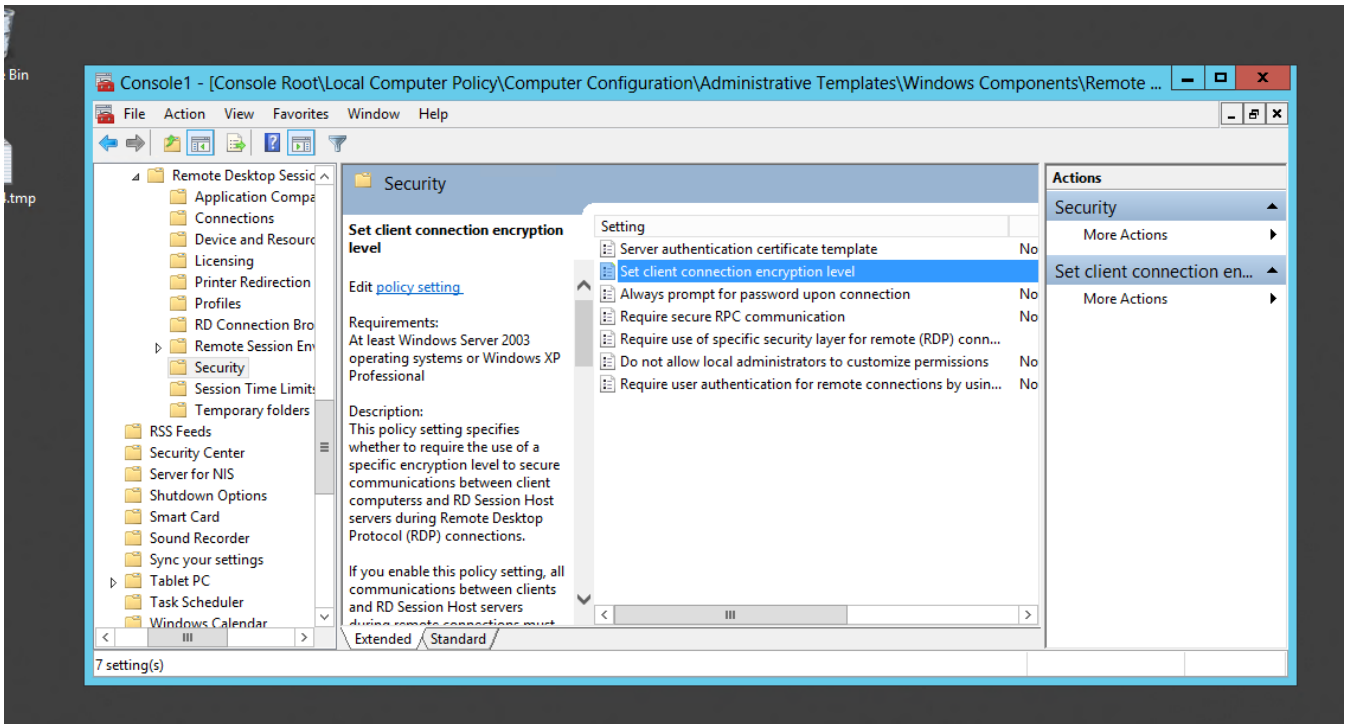 Bin
.tmp
Console1 - [Console Root\Local Computer Policy\Computer Configuration\Administrative Templates\Windows Components\Remote ...
File Action View Favorites Window Help
Remote Desktop Sessic
Application Compa
Connections
Device and Resourc
Licensing
Printer Redirection
Profiles
RD Connection Bro
Remote Session En
Security
Session Time Limits
Temporary folders
RSS Feeds
Security Center
Server for NIS
Shutdown Options
Smart Card
Sound Recorder
Sync your settings
Tablet PC
Task Scheduler
Windows Calendar
Security
Set client connection encryption
level
Edit policy setting
Requirements:
At least Windows Server 2003
operating systems or Windows XP
Professional
Description:
This policy setting specifies
whether to require the use of a
specific encryption level to secure
communications between client
computerss and RD Session Host
servers during Remote Desktop
Protocol (RDP) connections.
If you enable this policy setting, all
communications between clients
and RD Session Host servers
during remote connections must
Setting
Server authentication certificate template No
Set client connection encryption level
Always prompt for password upon connection No
Require secure RPC communication No
Require use of specific security layer for remote (RDP) conn...
Do not allow local administrators to customize permissions No
Require user authentication for remote connections by usin... No
Extended Standard
Actions
Security
More Actions
Set client connection en...
More Actions
7 setting(s)